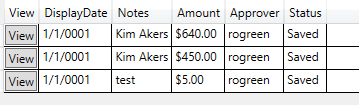 View DisplayDate Notes Amount Approver Status
View 1/1/0001 Kim Akers $640.00 rogreen Saved
View 1/1/0001 Kim Akers $450.00 rogreen Saved
View 1/1/0001 test $5.00 rogreen Saved